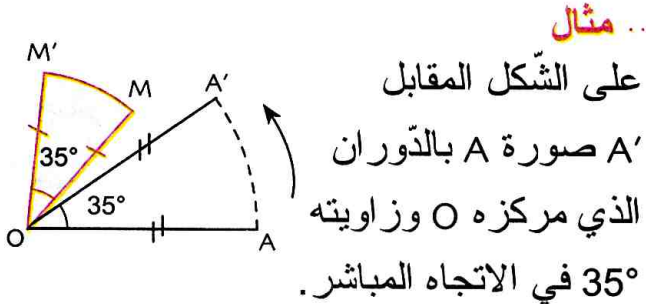 .. مثال
على الشّكل المقابل
A′ صورة A بالدّوران
الذي مركزه O وزاويته
35° في الاتجاه المباشر.
M′
M
A′
35°
35°
O
A